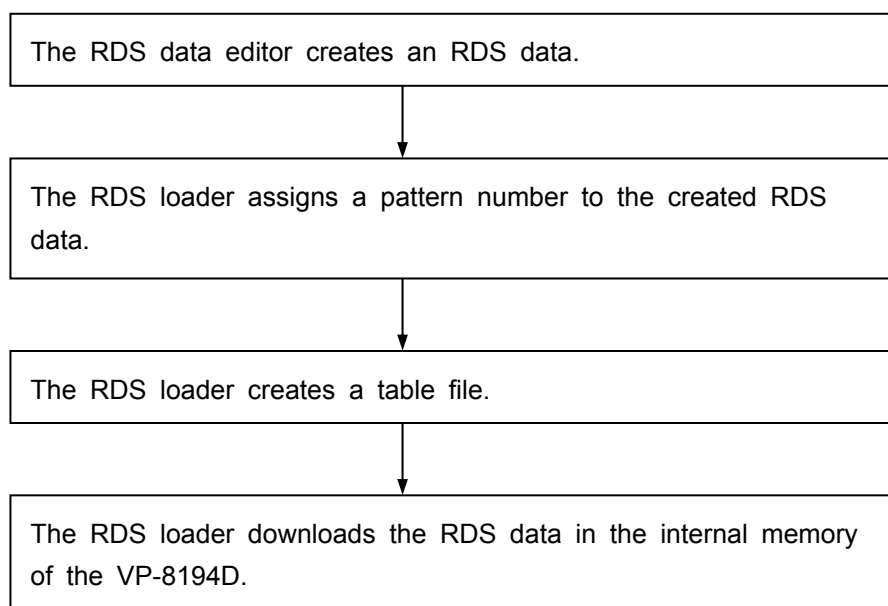 The RDS data editor creates an RDS data.
The RDS loader assigns a pattern number to the created RDS
data.
The RDS loader creates a table file.
The RDS loader downloads the RDS data in the internal memory
of the VP-8194D.